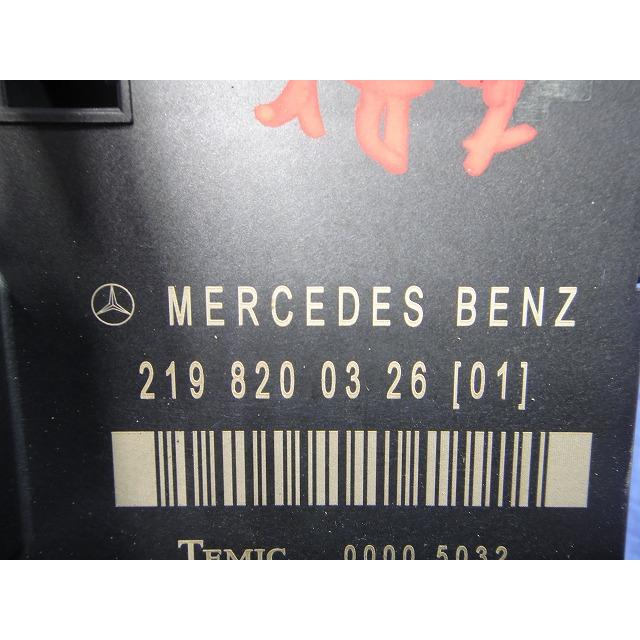 MERCEDES BENZ
219 820 03 26 [01]
TEMIC 0000 5032